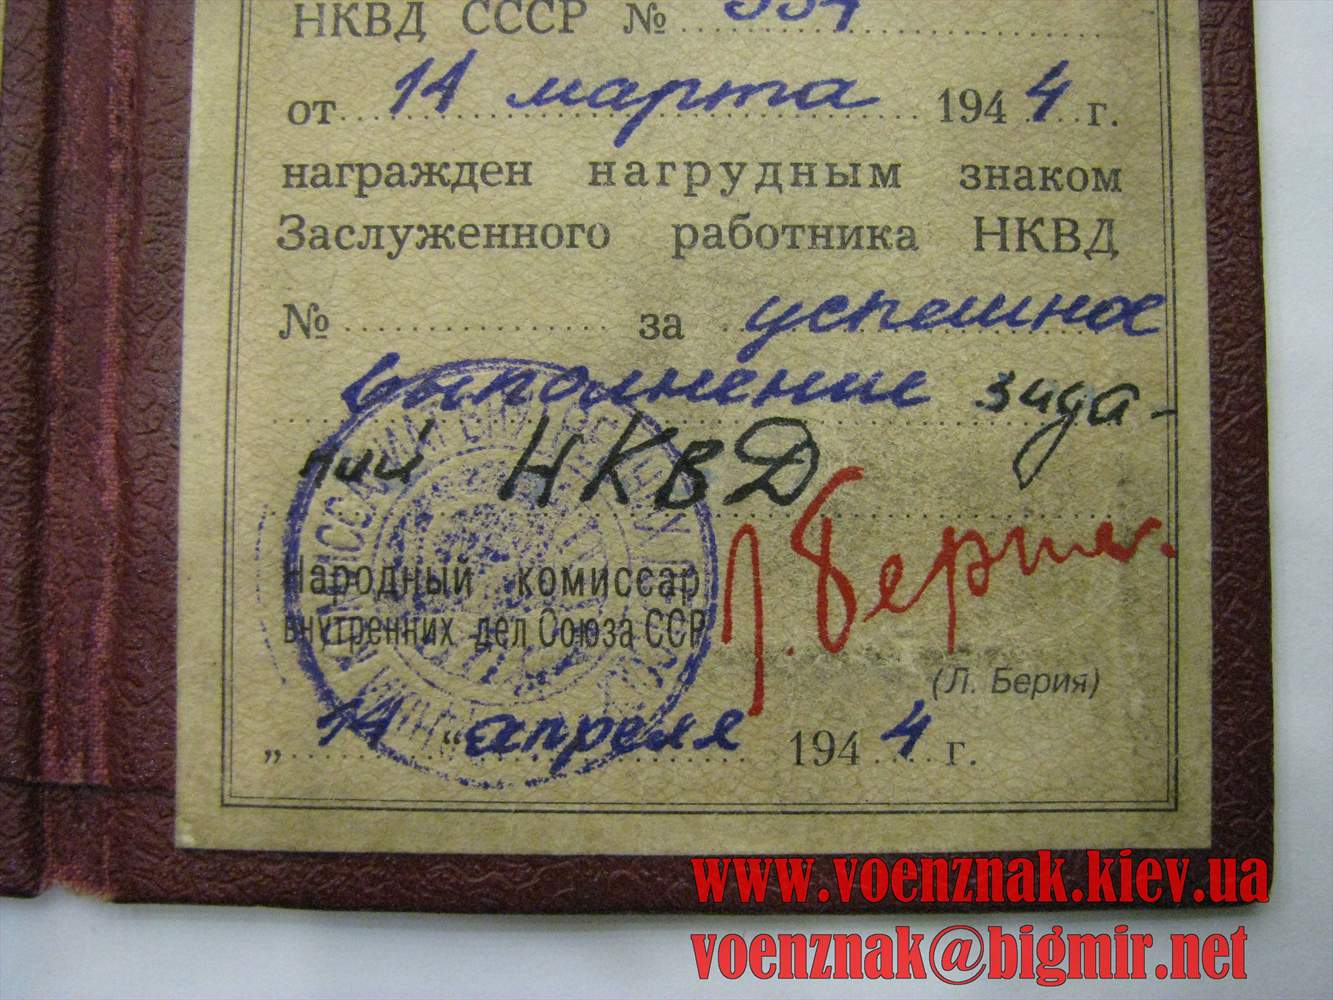 НКВД СССР №
от 14 марта 1944 г.
награжден нагрудным знаком
Заслуженного работника НКВД
№ за успешное
выполнение зада-
ний НКВД
Народный комиссар
внутренних дел Союза ССР
Л. Берия.
(Л. Берия)
„ 14 “ апреля 1944 г.
www.voenznak.kiev.ua
voenznak@bigmir.net